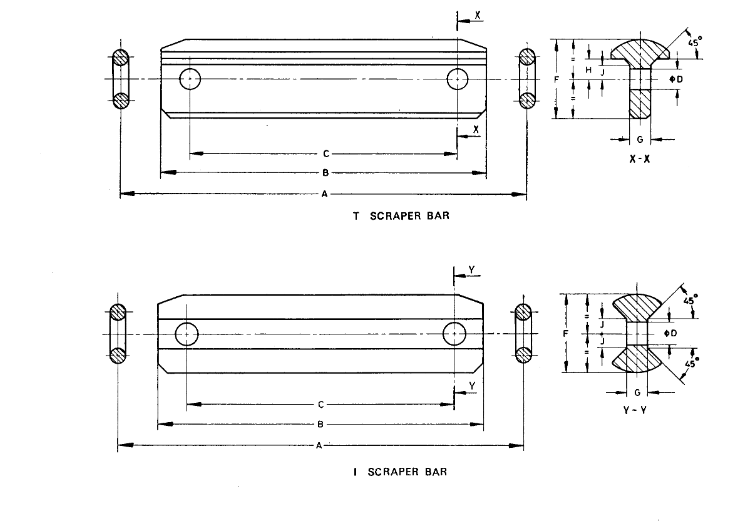 X
45°
F
=
H
J
φD
=
X
G
C
X-X
B
A
T SCRAPER BAR
Y
45°
F
=
J
J
φD
=
45°
Y
G
C
Y-Y
B
A
I SCRAPER BAR